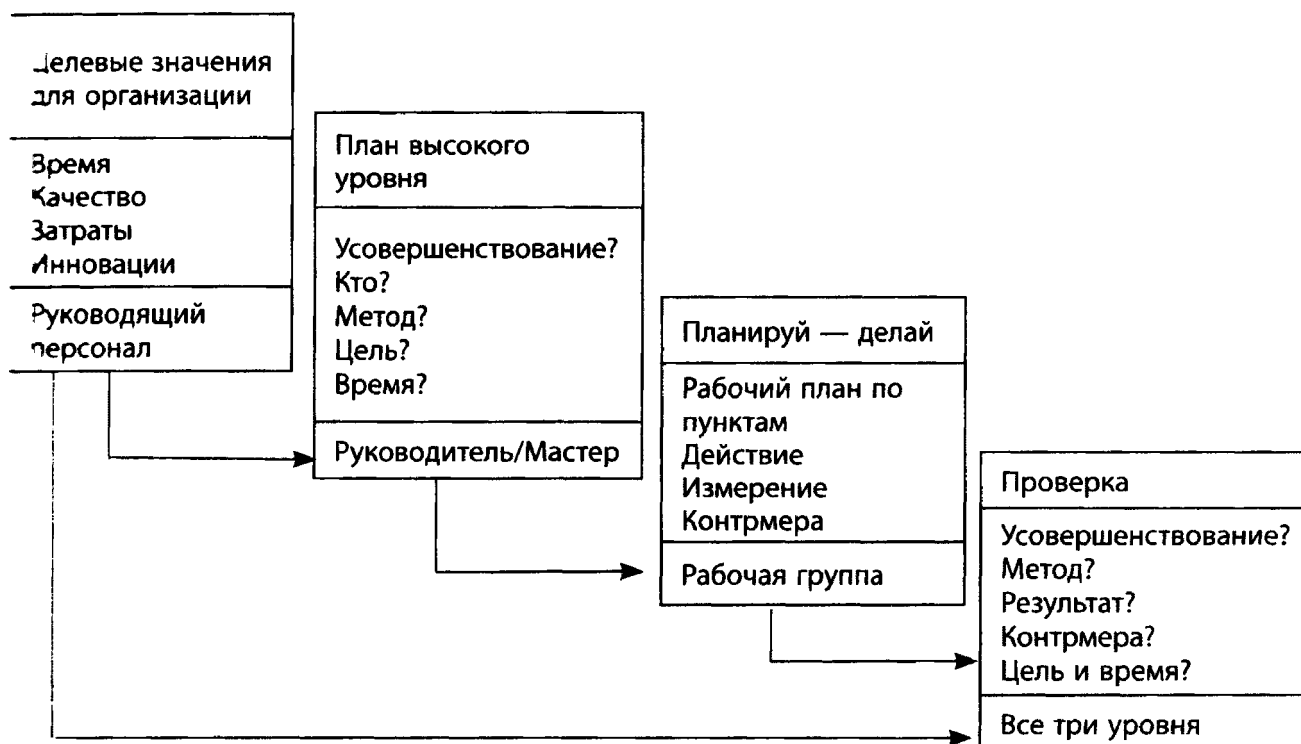 Целевые значения
для организации
Время
Качество
Затраты
Инновации
Руководящий
персонал
План высокого
уровня
Усовершенствование?
Кто?
Метод?
Цель?
Время?
Руководитель/Мастер
Планируй — делай
Рабочий план по
пунктам
Действие
Измерение
Контрмера
Рабочая группа
Проверка
Усовершенствование?
Метод?
Результат?
Контрмера?
Цель и время?
Все три уровня